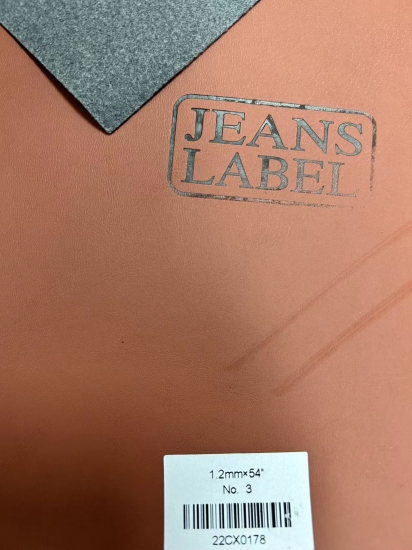 JEANS
LABEL
1.2mm×54"
No. 3
22CX0178